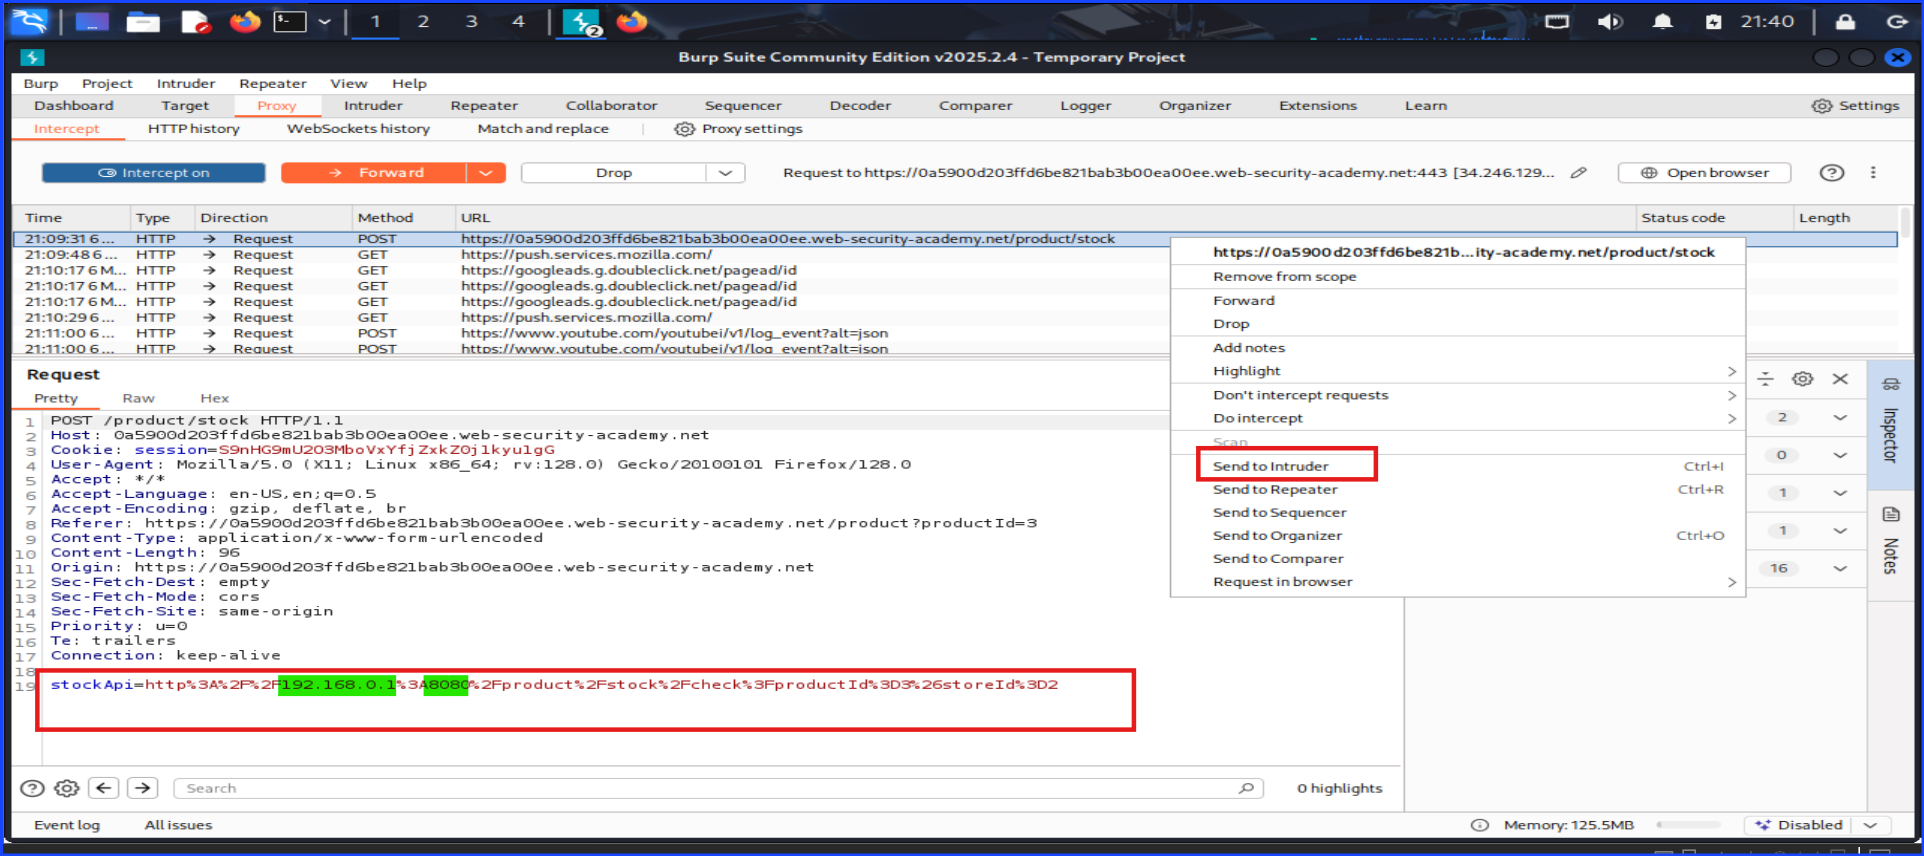 1 2 3 4 2 21:40
Burp Suite Community Edition v2025.2.4 - Temporary Project
Burp Project Intruder Repeater View Help
Dashboard Target Proxy Intruder Repeater Collaborator Sequencer Decoder Comparer Logger Organizer Extensions Learn Settings
Intercept HTTP history WebSockets history Match and replace Proxy settings
Intercept on Forward Drop Request to https://0a5900d203ffd6be821bab3b00ea00ee.web-security-academy.net:443 [34.246.129... Open browser
Time Type Direction Method URL Status code Length
21:09:31 6 ... HTTP → Request POST https://0a5900d203ffd6be821bab3b00ea00ee.web-security-academy.net/product/stock
21:09:48 6 ... HTTP → Request GET https://push.services.mozilla.com/
21:10:17 6 M... HTTP → Request GET https://googleads.g.doubleclick.net/pagead/id
21:10:17 6 M... HTTP → Request GET https://googleads.g.doubleclick.net/pagead/id
21:10:17 6 M... HTTP → Request GET https://googleads.g.doubleclick.net/pagead/id
21:10:29 6 ... HTTP → Request GET https://push.services.mozilla.com/
21:11:00 6 ... HTTP → Request POST https://www.youtube.com/youtubei/v1/log_event?alt=json
21:11:00 6 ... HTTP → Request POST https://www.youtube.com/youtubei/v1/log_event?alt=json
https://0a5900d203ffd6be821b...ity-academy.net/product/stock
Remove from scope
Forward
Drop
Add notes
Highlight
Don't intercept requests
Do intercept
Scan
Send to Intruder Ctrl+I
Send to Repeater Ctrl+R
Send to Sequencer
Send to Organizer Ctrl+O
Send to Comparer
Request in browser
Request
Pretty Raw Hex
1 POST /product/stock HTTP/1.1
2 Host: 0a5900d203ffd6be821bab3b00ea00ee.web-security-academy.net
3 Cookie: session=S9nHG9mU2O3MboVxYfjZxkZ0j1kyu1gG
4 User-Agent: Mozilla/5.0 (X11; Linux x86_64; rv:128.0) Gecko/20100101 Firefox/128.0
5 Accept: */*
6 Accept-Language: en-US,en;q=0.5
7 Accept-Encoding: gzip, deflate, br
8 Referer: https://0a5900d203ffd6be821bab3b00ea00ee.web-security-academy.net/product?productId=3
9 Content-Type: application/x-www-form-urlencoded
10 Content-Length: 96
11 Origin: https://0a5900d203ffd6be821bab3b00ea00ee.web-security-academy.net
12 Sec-Fetch-Dest: empty
13 Sec-Fetch-Mode: cors
14 Sec-Fetch-Site: same-origin
15 Priority: u=0
16 Te: trailers
17 Connection: keep-alive
18
19 stockApi=http%3A%2F%2F192.168.0.1%3A8080%2Fproduct%2Fstock%2Fcheck%3FproductId%3D3%26storeId%3D2
2
0
1
1
16
Inspector
Notes
Search 0 highlights
Event log All issues Memory: 125.5MB Disabled